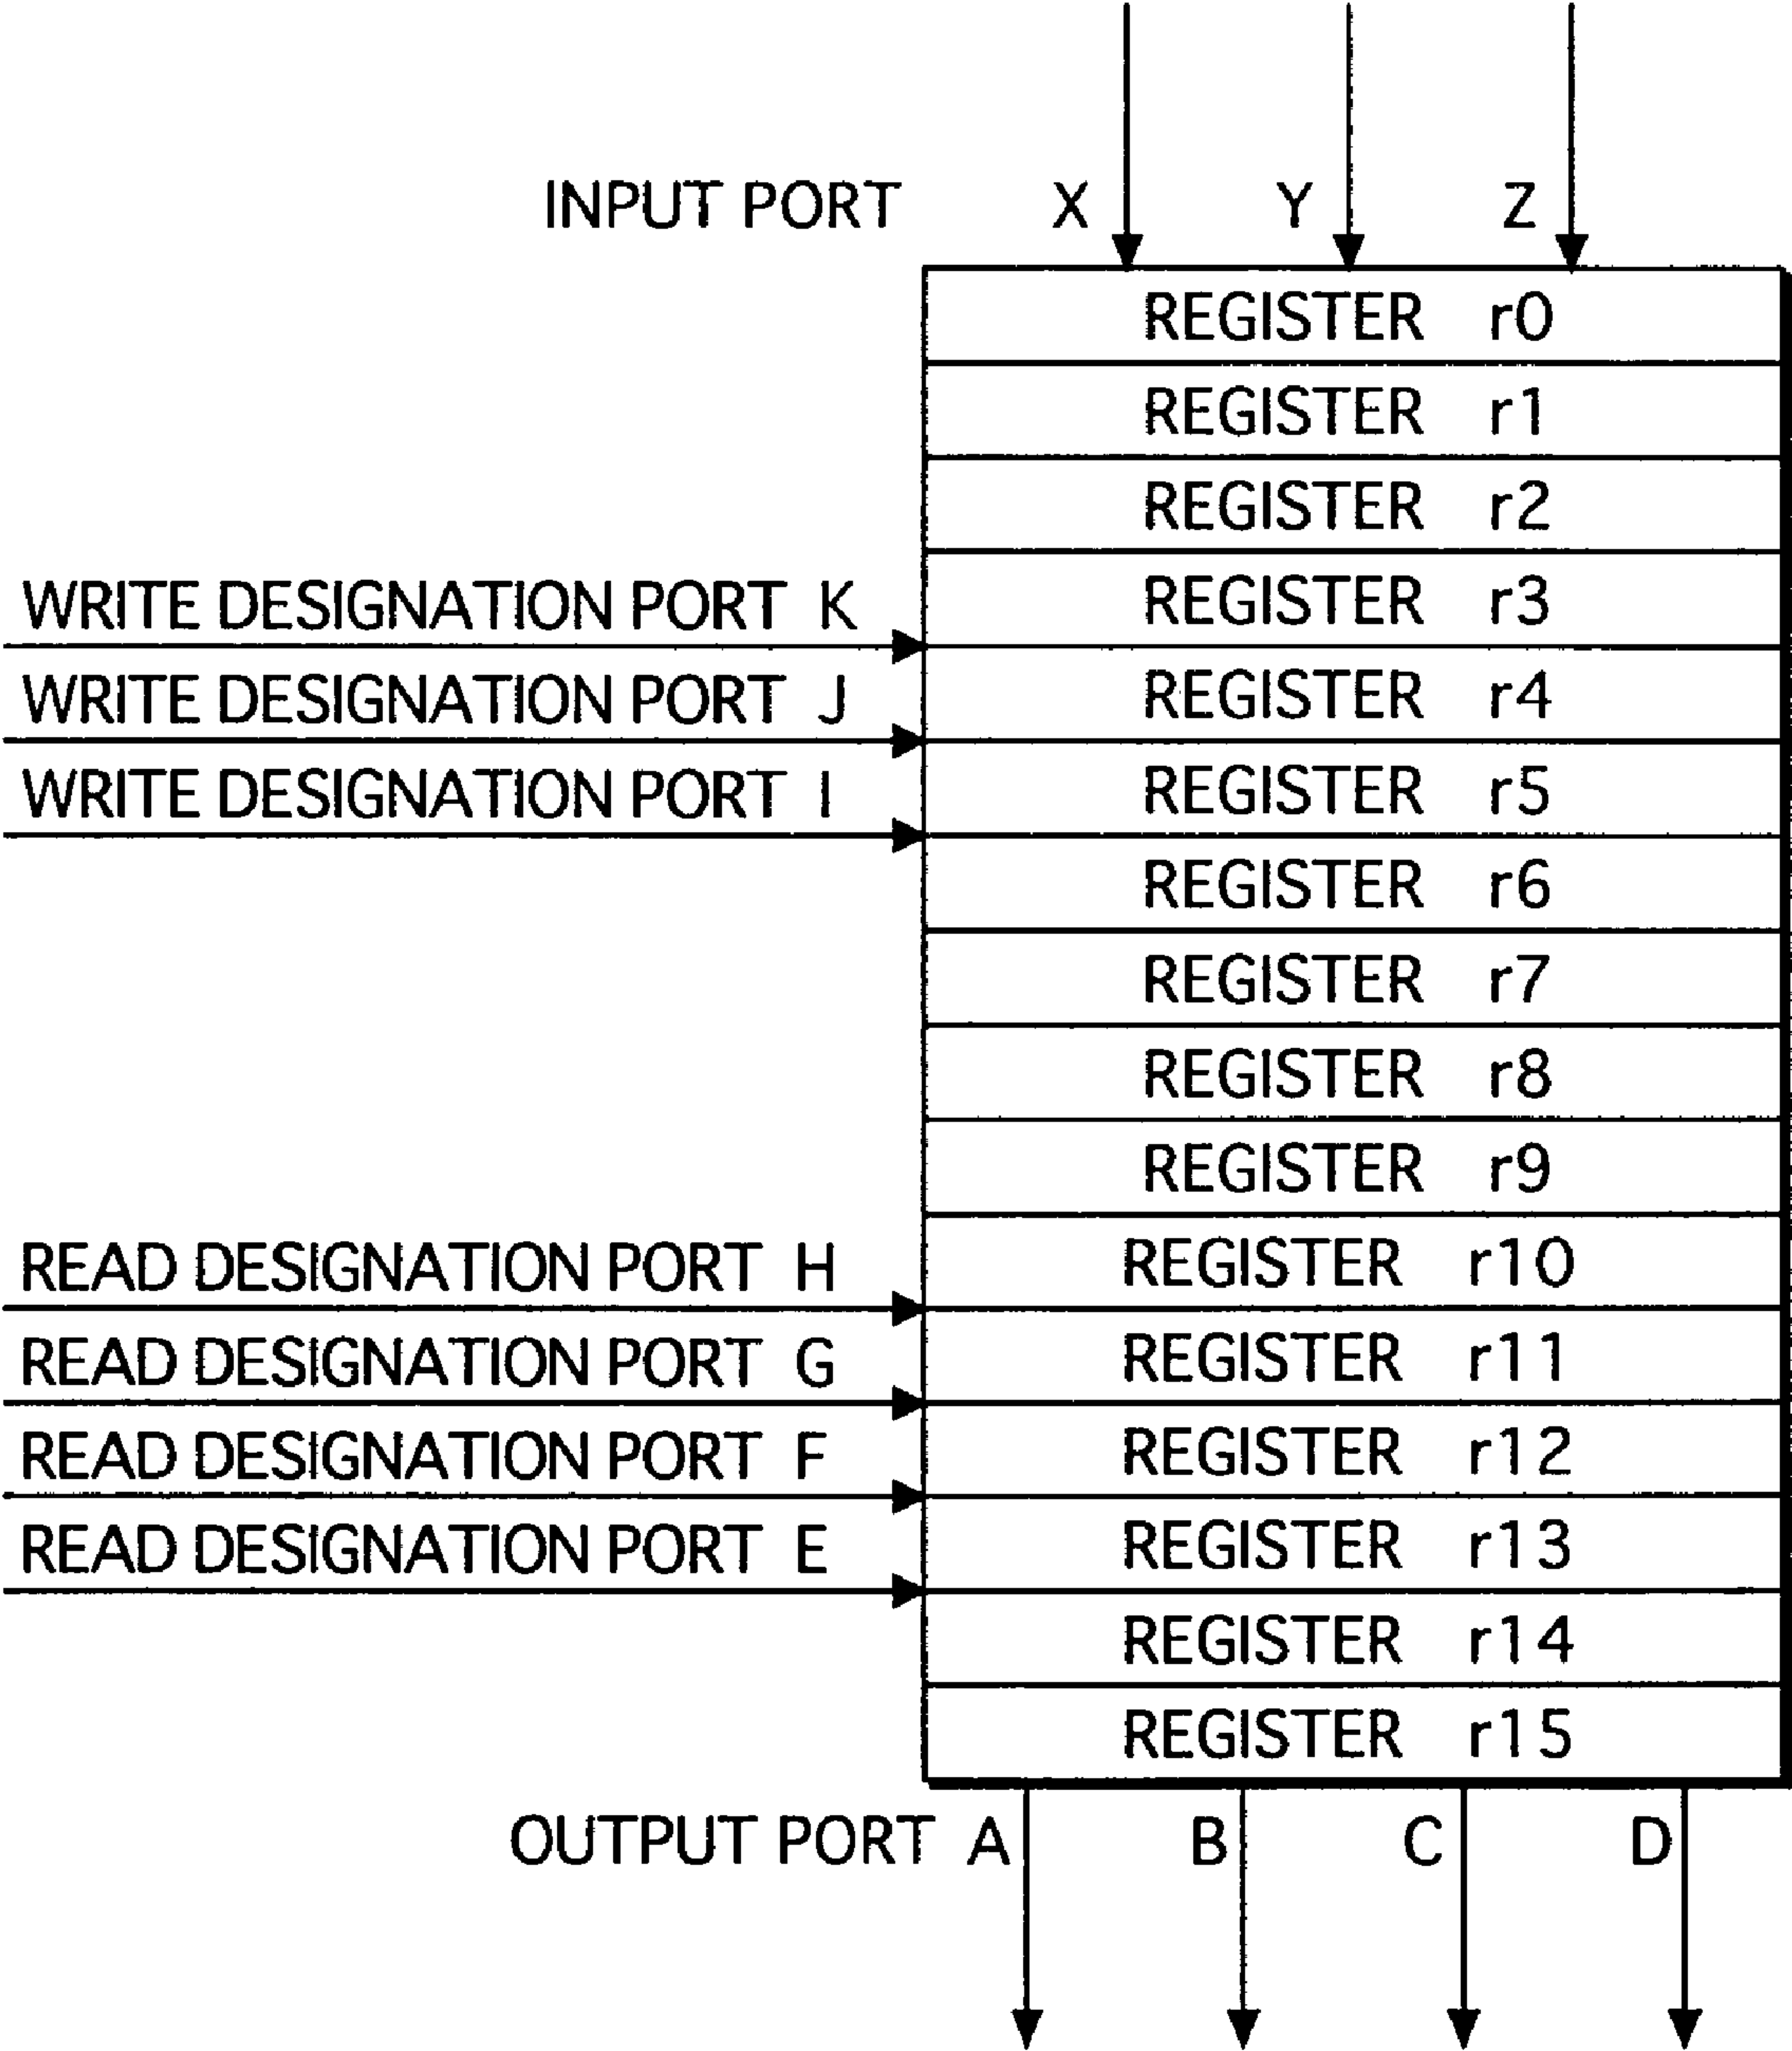 INPUT PORT X Y Z
REGISTER r0
REGISTER r1
REGISTER r2
WRITE DESIGNATION PORT K REGISTER r3
WRITE DESIGNATION PORT J REGISTER r4
WRITE DESIGNATION PORT I REGISTER r5
REGISTER r6
REGISTER r7
REGISTER r8
REGISTER r9
READ DESIGNATION PORT H REGISTER r10
READ DESIGNATION PORT G REGISTER r11
READ DESIGNATION PORT F REGISTER r12
READ DESIGNATION PORT E REGISTER r13
REGISTER r14
REGISTER r15
OUTPUT PORT A B C D